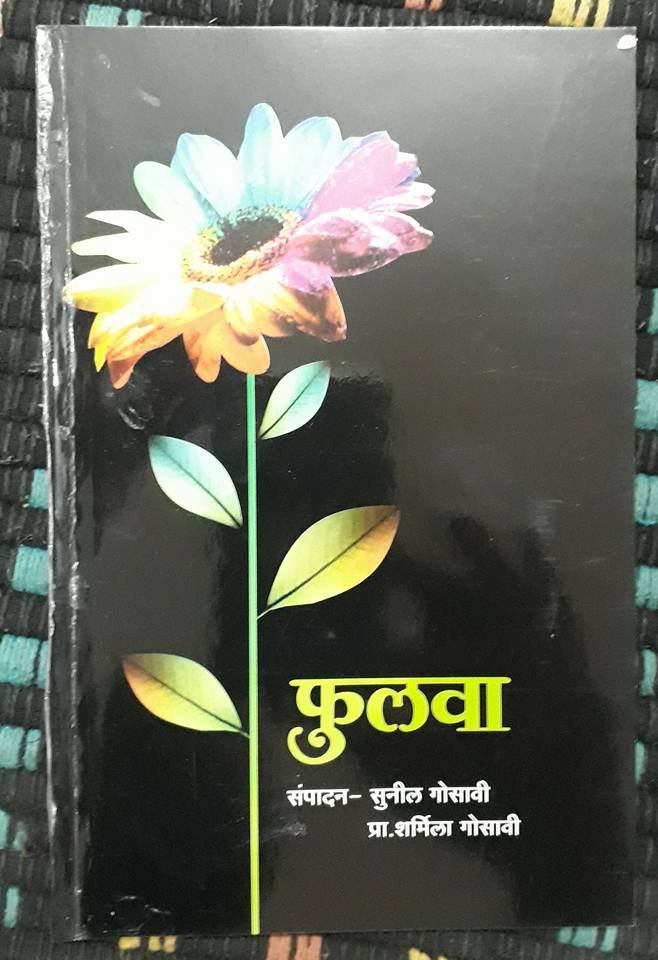 फुलवा
संपादन- सुनील गोसावी
प्रा.शर्मिला गोसावी